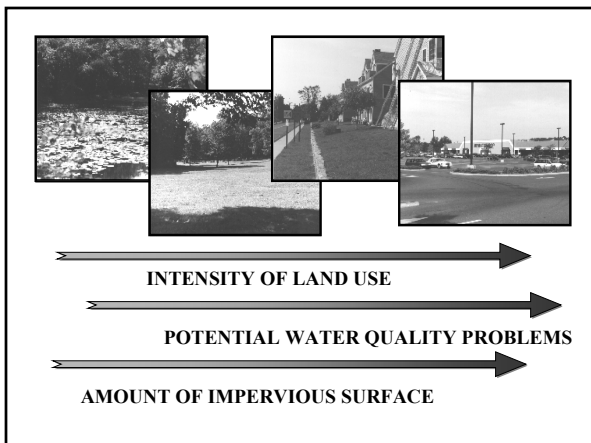 INTENSITY OF LAND USE
POTENTIAL WATER QUALITY PROBLEMS
AMOUNT OF IMPERVIOUS SURFACE